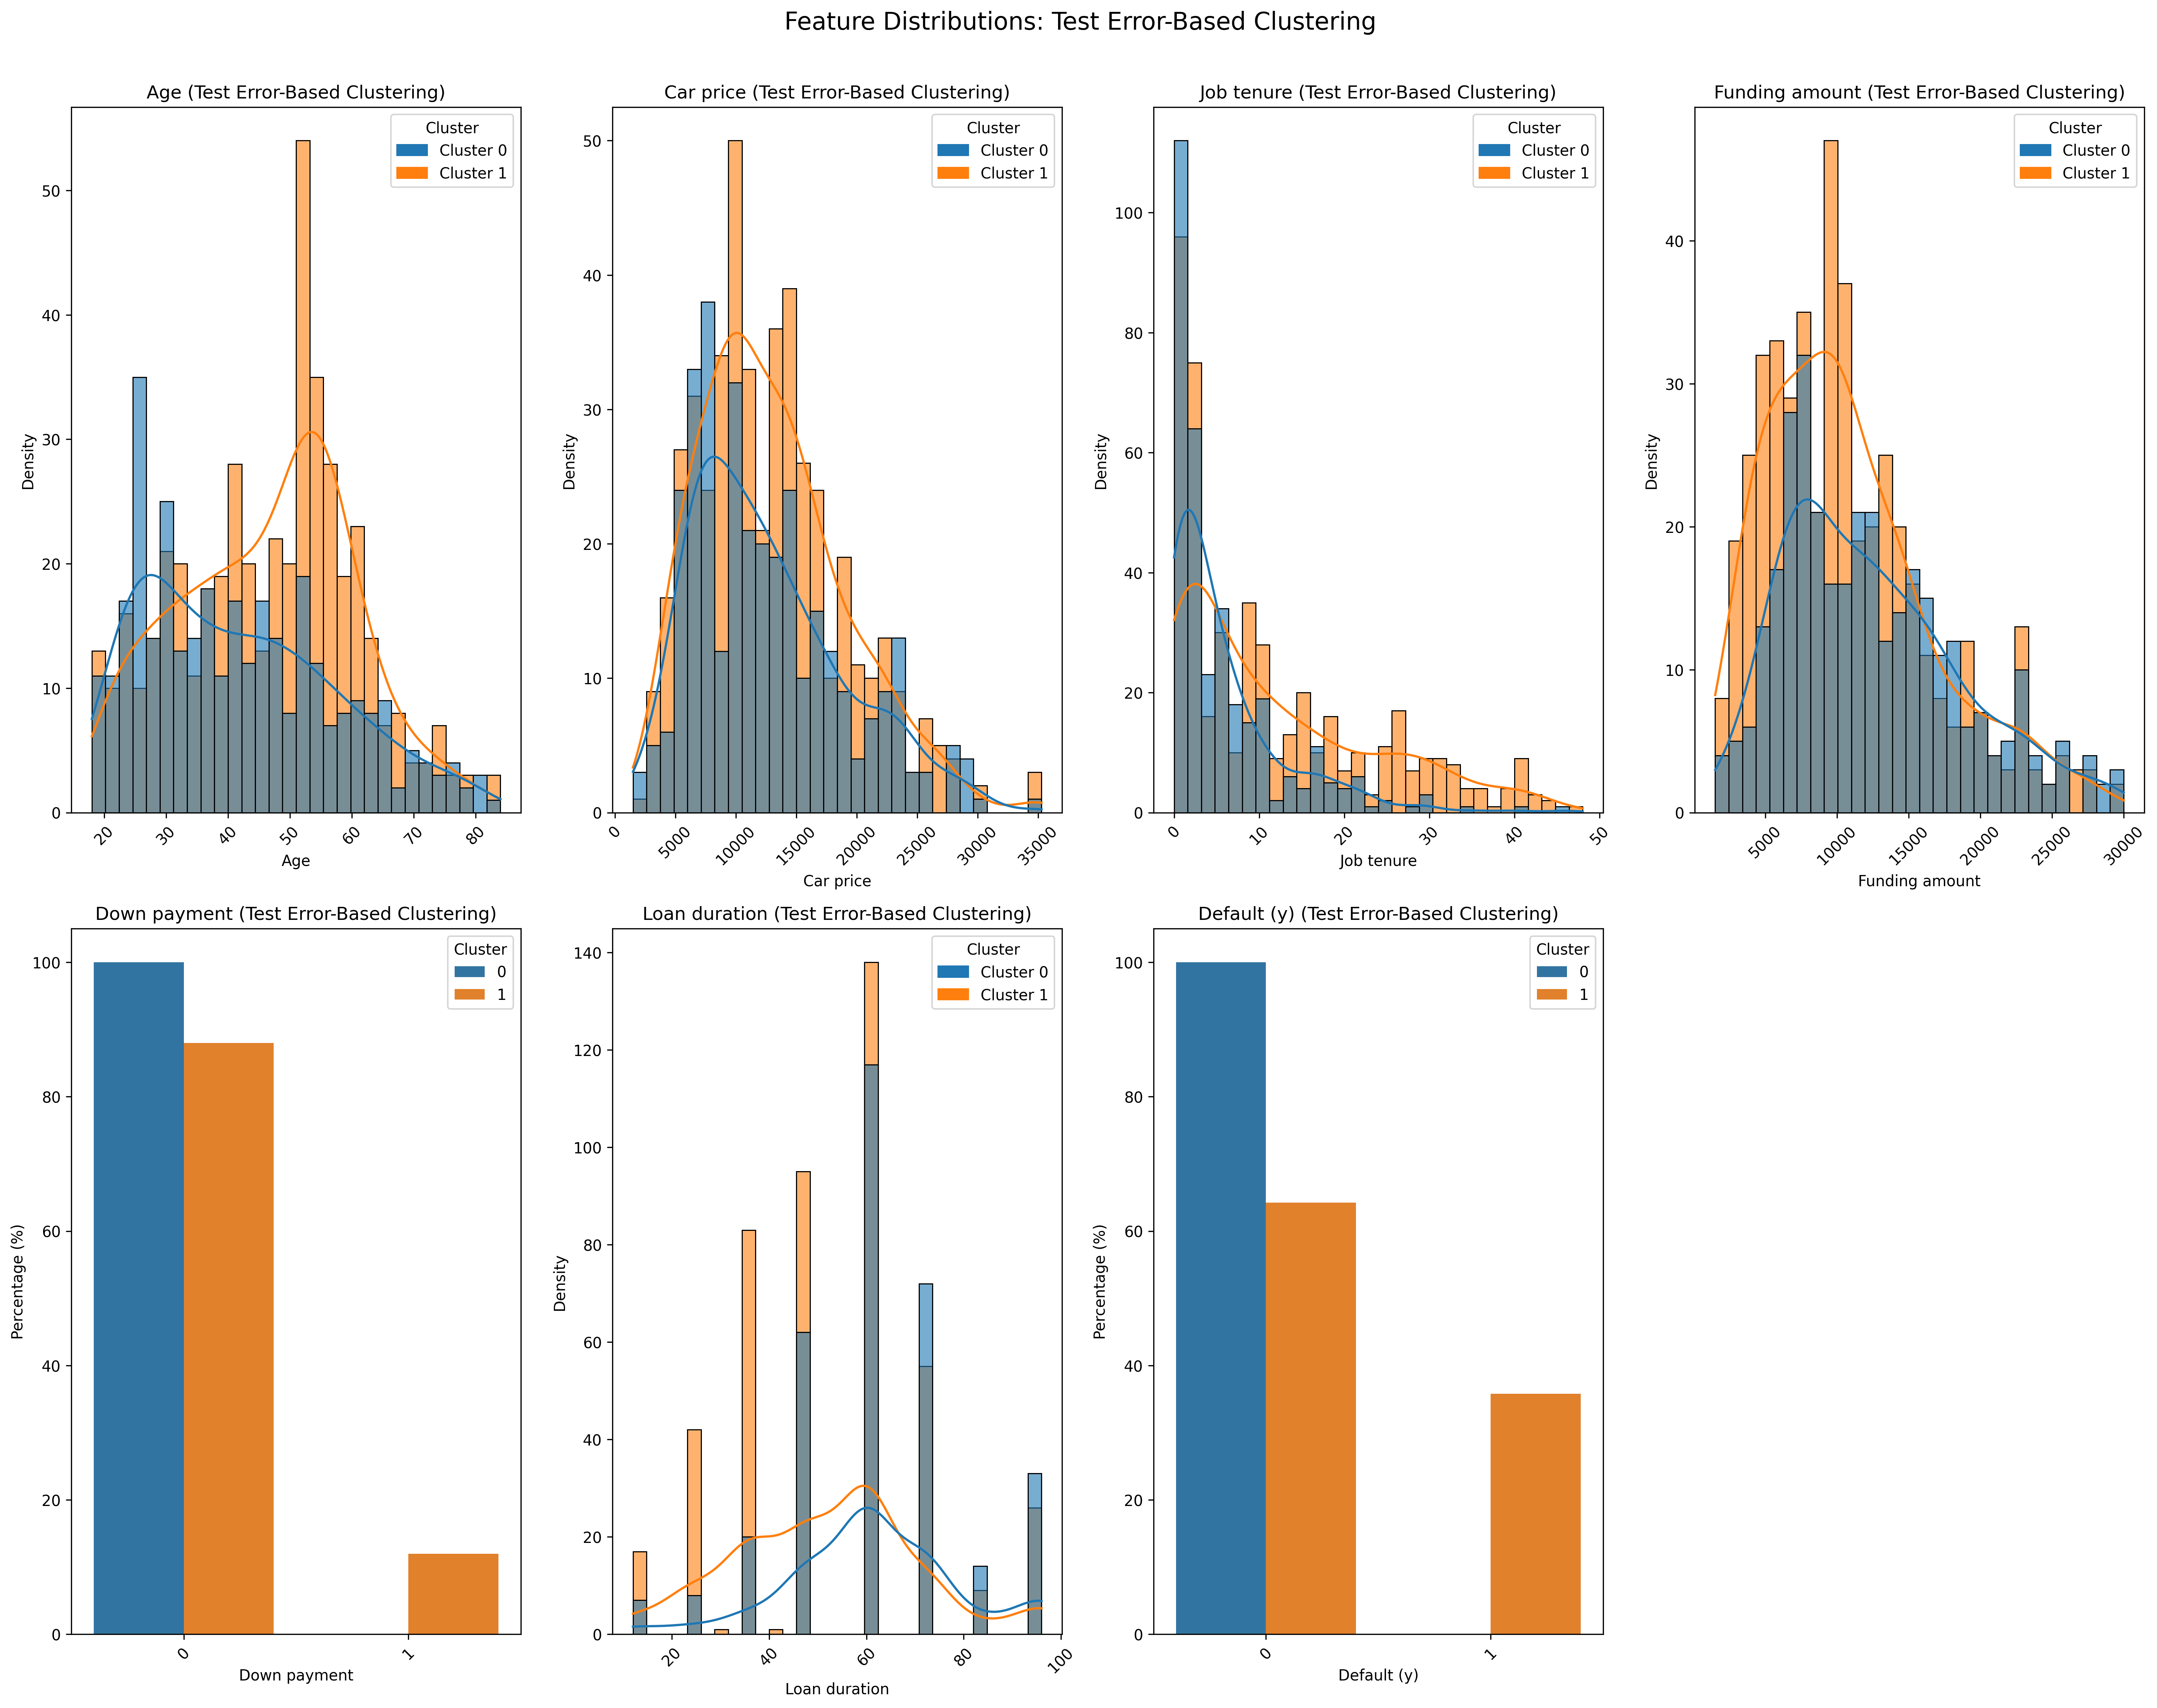 Feature Distributions: Test Error-Based Clustering
Age (Test Error-Based Clustering)
Density
0
10
20
30
40
50
20
30
40
50
60
70
80
Age
Cluster
Cluster 0
Cluster 1
Car price (Test Error-Based Clustering)
Density
0
10
20
30
40
50
0
5000
10000
15000
20000
25000
30000
35000
Car price
Cluster
Cluster 0
Cluster 1
Job tenure (Test Error-Based Clustering)
Density
0
20
40
60
80
100
0
10
20
30
40
50
Job tenure
Cluster
Cluster 0
Cluster 1
Funding amount (Test Error-Based Clustering)
Density
0
10
20
30
40
5000
10000
15000
20000
25000
30000
Funding amount
Cluster
Cluster 0
Cluster 1
Down payment (Test Error-Based Clustering)
Percentage (%)
0
20
40
60
80
100
0
1
Down payment
Cluster
0
1
Loan duration (Test Error-Based Clustering)
Density
0
20
40
60
80
100
120
140
20
40
60
80
100
Loan duration
Cluster
Cluster 0
Cluster 1
Default (y) (Test Error-Based Clustering)
Percentage (%)
0
20
40
60
80
100
0
1
Default (y)
Cluster
0
1